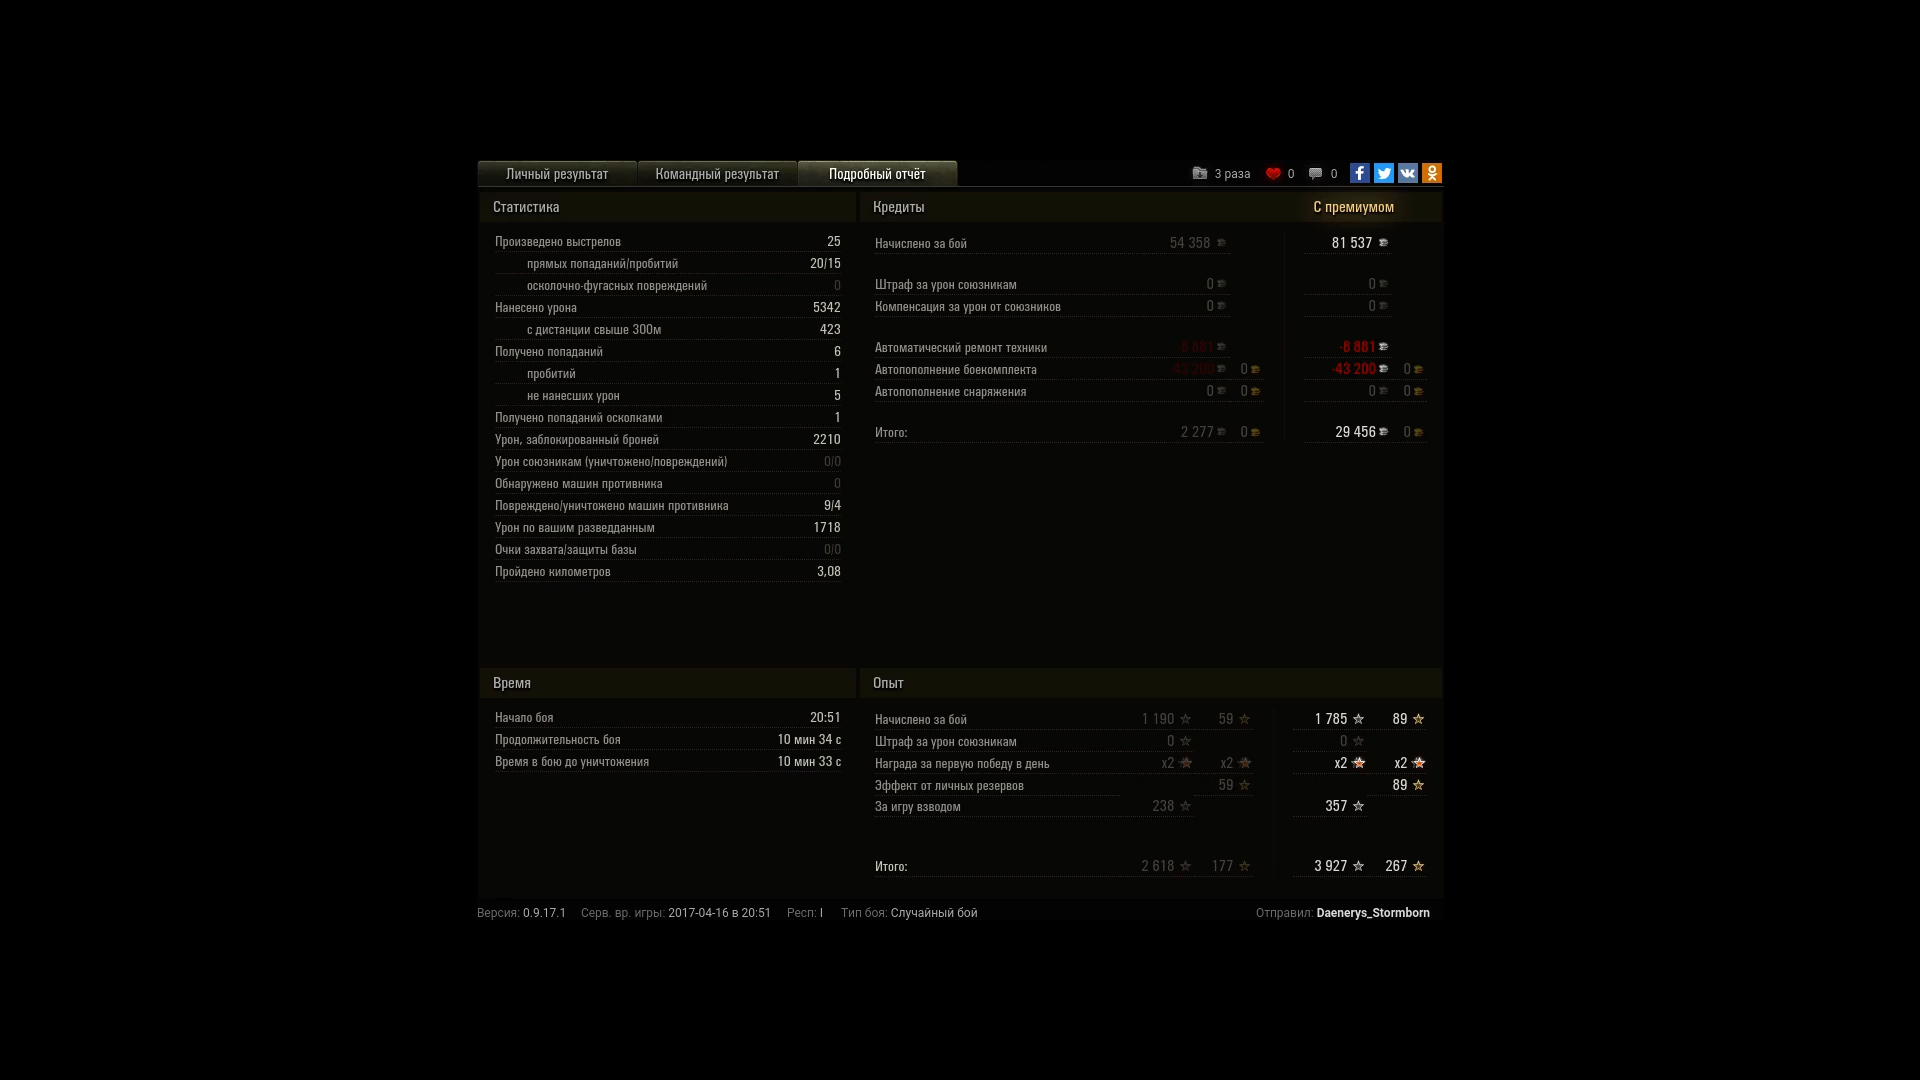 Личный результат Командный результат Подробный отчёт 3 раза 0 0
Статистика
Произведено выстрелов 25
прямых попаданий/пробитий 20/15
осколочно-фугасных повреждений 0
Нанесено урона 5342
с дистанции свыше 300м 423
Получено попаданий 6
пробитий 1
не нанесших урон 5
Получено попаданий осколками 1
Урон, заблокированный броней 2210
Урон союзникам (уничтожено/повреждений) 0/0
Обнаружено машин противника 0
Повреждено/уничтожено машин противника 9/4
Урон по вашим разведданным 1718
Очки захвата/защиты базы 0/0
Пройдено километров 3,08
Кредиты С премиумом
Начислено за бой 54 358 81 537
Штраф за урон союзникам 0 0
Компенсация за урон от союзников 0 0
Автоматический ремонт техники -8 881 -8 881
Автопополнение боекомплекта -43 200 0 -43 200 0
Автопополнение снаряжения 0 0 0 0
Итого: 2 277 0 29 456 0
Время
Начало боя 20:51
Продолжительность боя 10 мин 34 с
Время в бою до уничтожения 10 мин 33 с
Опыт
Начислено за бой 1 190 59 1 785 89
Штраф за урон союзникам 0 0
Награда за первую победу в день x2 x2 x2 x2
Эффект от личных резервов 59 89
За игру взводом 238 357
Итого: 2 618 177 3 927 267
Версия: 0.9.17.1 Серв. вр. игры: 2017-04-16 в 20:51 Респ: I Тип боя: Случайный бой Отправил: Daenerys_Stormborn